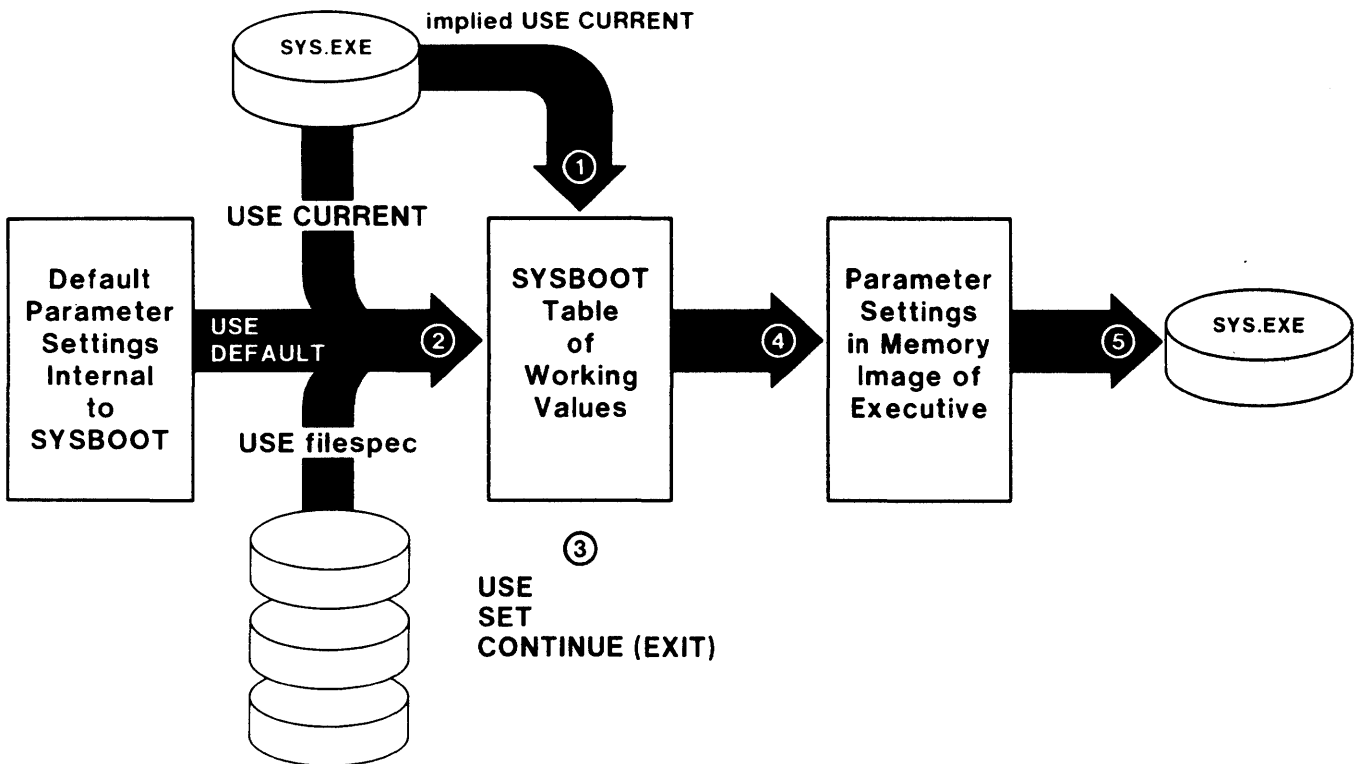 implied USE CURRENT
SYS.EXE
1
USE CURRENT
Default
Parameter
Settings
Internal
to
SYSBOOT
USE
DEFAULT
2
USE filespec
SYSBOOT
Table
of
Working
Values
3
USE
SET
CONTINUE (EXIT)
4
Parameter
Settings
in Memory
Image of
Executive
5
SYS.EXE